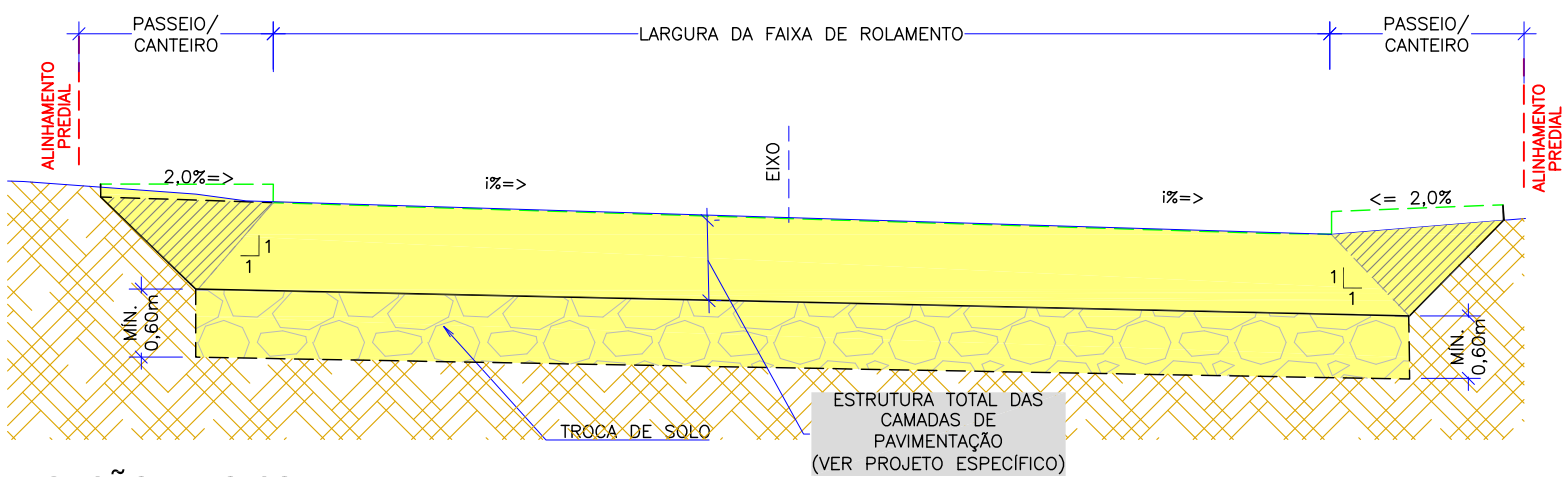 PASSEIO/
CANTEIRO
LARGURA DA FAIXA DE ROLAMENTO
PASSEIO/
CANTEIRO
ALINHAMENTO
PREDIAL
EIXO
ALINHAMENTO
PREDIAL
2,0%=>
i%=>
i%=>
<= 2,0%
1
1
1
1
MÍN.
0,60m
MÍN.
0,60m
TROCA DE SOLO
ESTRUTURA TOTAL DAS
CAMADAS DE
PAVIMENTAÇÃO
(VER PROJETO ESPECÍFICO)